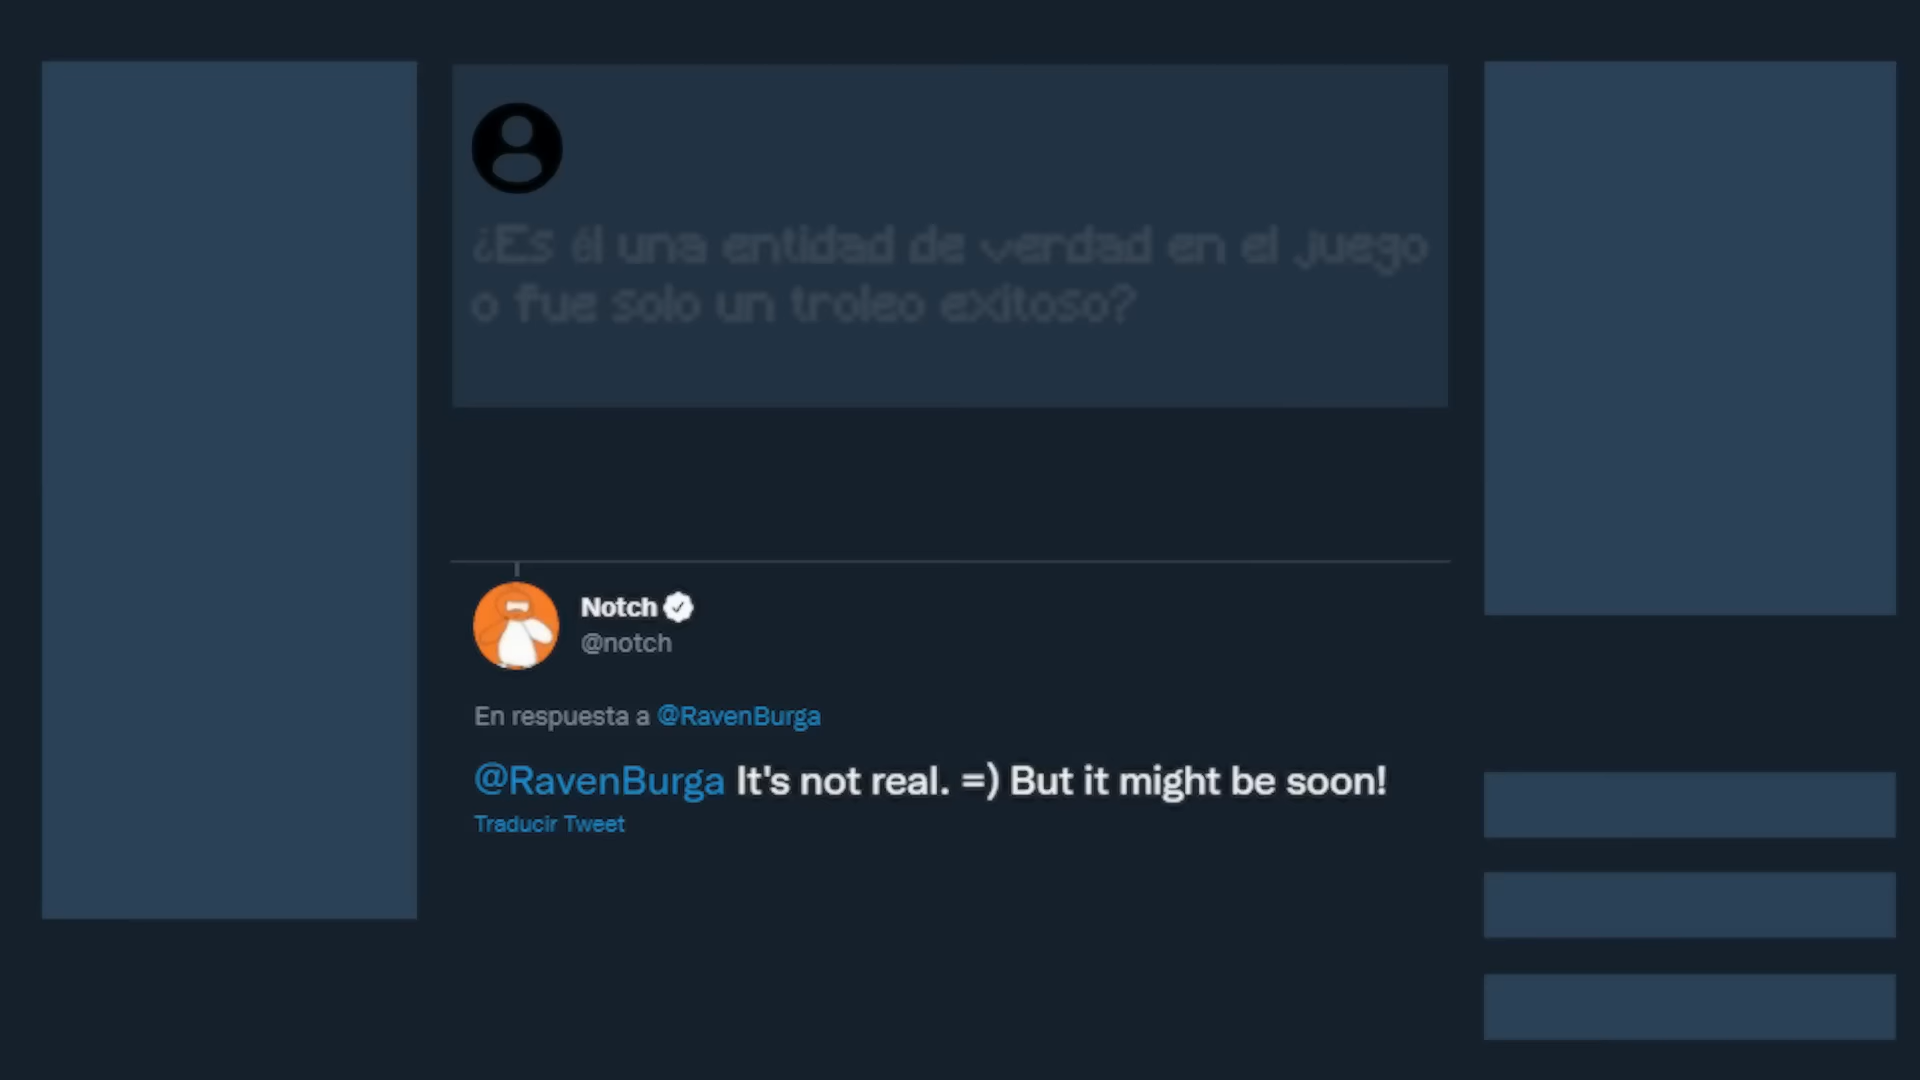 ¿Es él una entidad de verdad en el juego
o fue solo un troleo exitoso?
Notch
@notch
En respuesta a @RavenBurga
@RavenBurga It's not real. =) But it might be soon!
Traducir Tweet